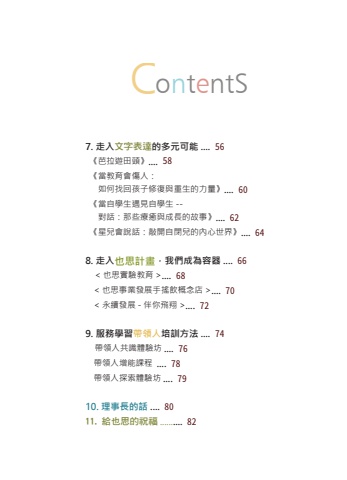 Contents
7. 走入文字表達的多元可能 .... 56
《芭拉遊田頤》.... 58
《當教育會傷人：
如何找回孩子修復與重生的力量》.... 60
《當自學生遇見自學生 --
對話：那些療癒與成長的故事》.... 62
《星兒會說話：敲開自閉兒的內心世界》.... 64
8. 走入也思計畫，我們成為容器 .... 66
< 也思實驗教育 >.... 68
< 也思事業發展手搖飲概念店 >.... 70
< 永續發展 - 伴你飛翔 >.... 72
9. 服務學習帶領人培訓方法 .... 74
帶領人共識體驗坊 .... 76
帶領人增能課程 .... 78
帶領人探索體驗坊 .... 79
10. 理事長的話 .... 80
11. 給也思的祝福 ......... 82